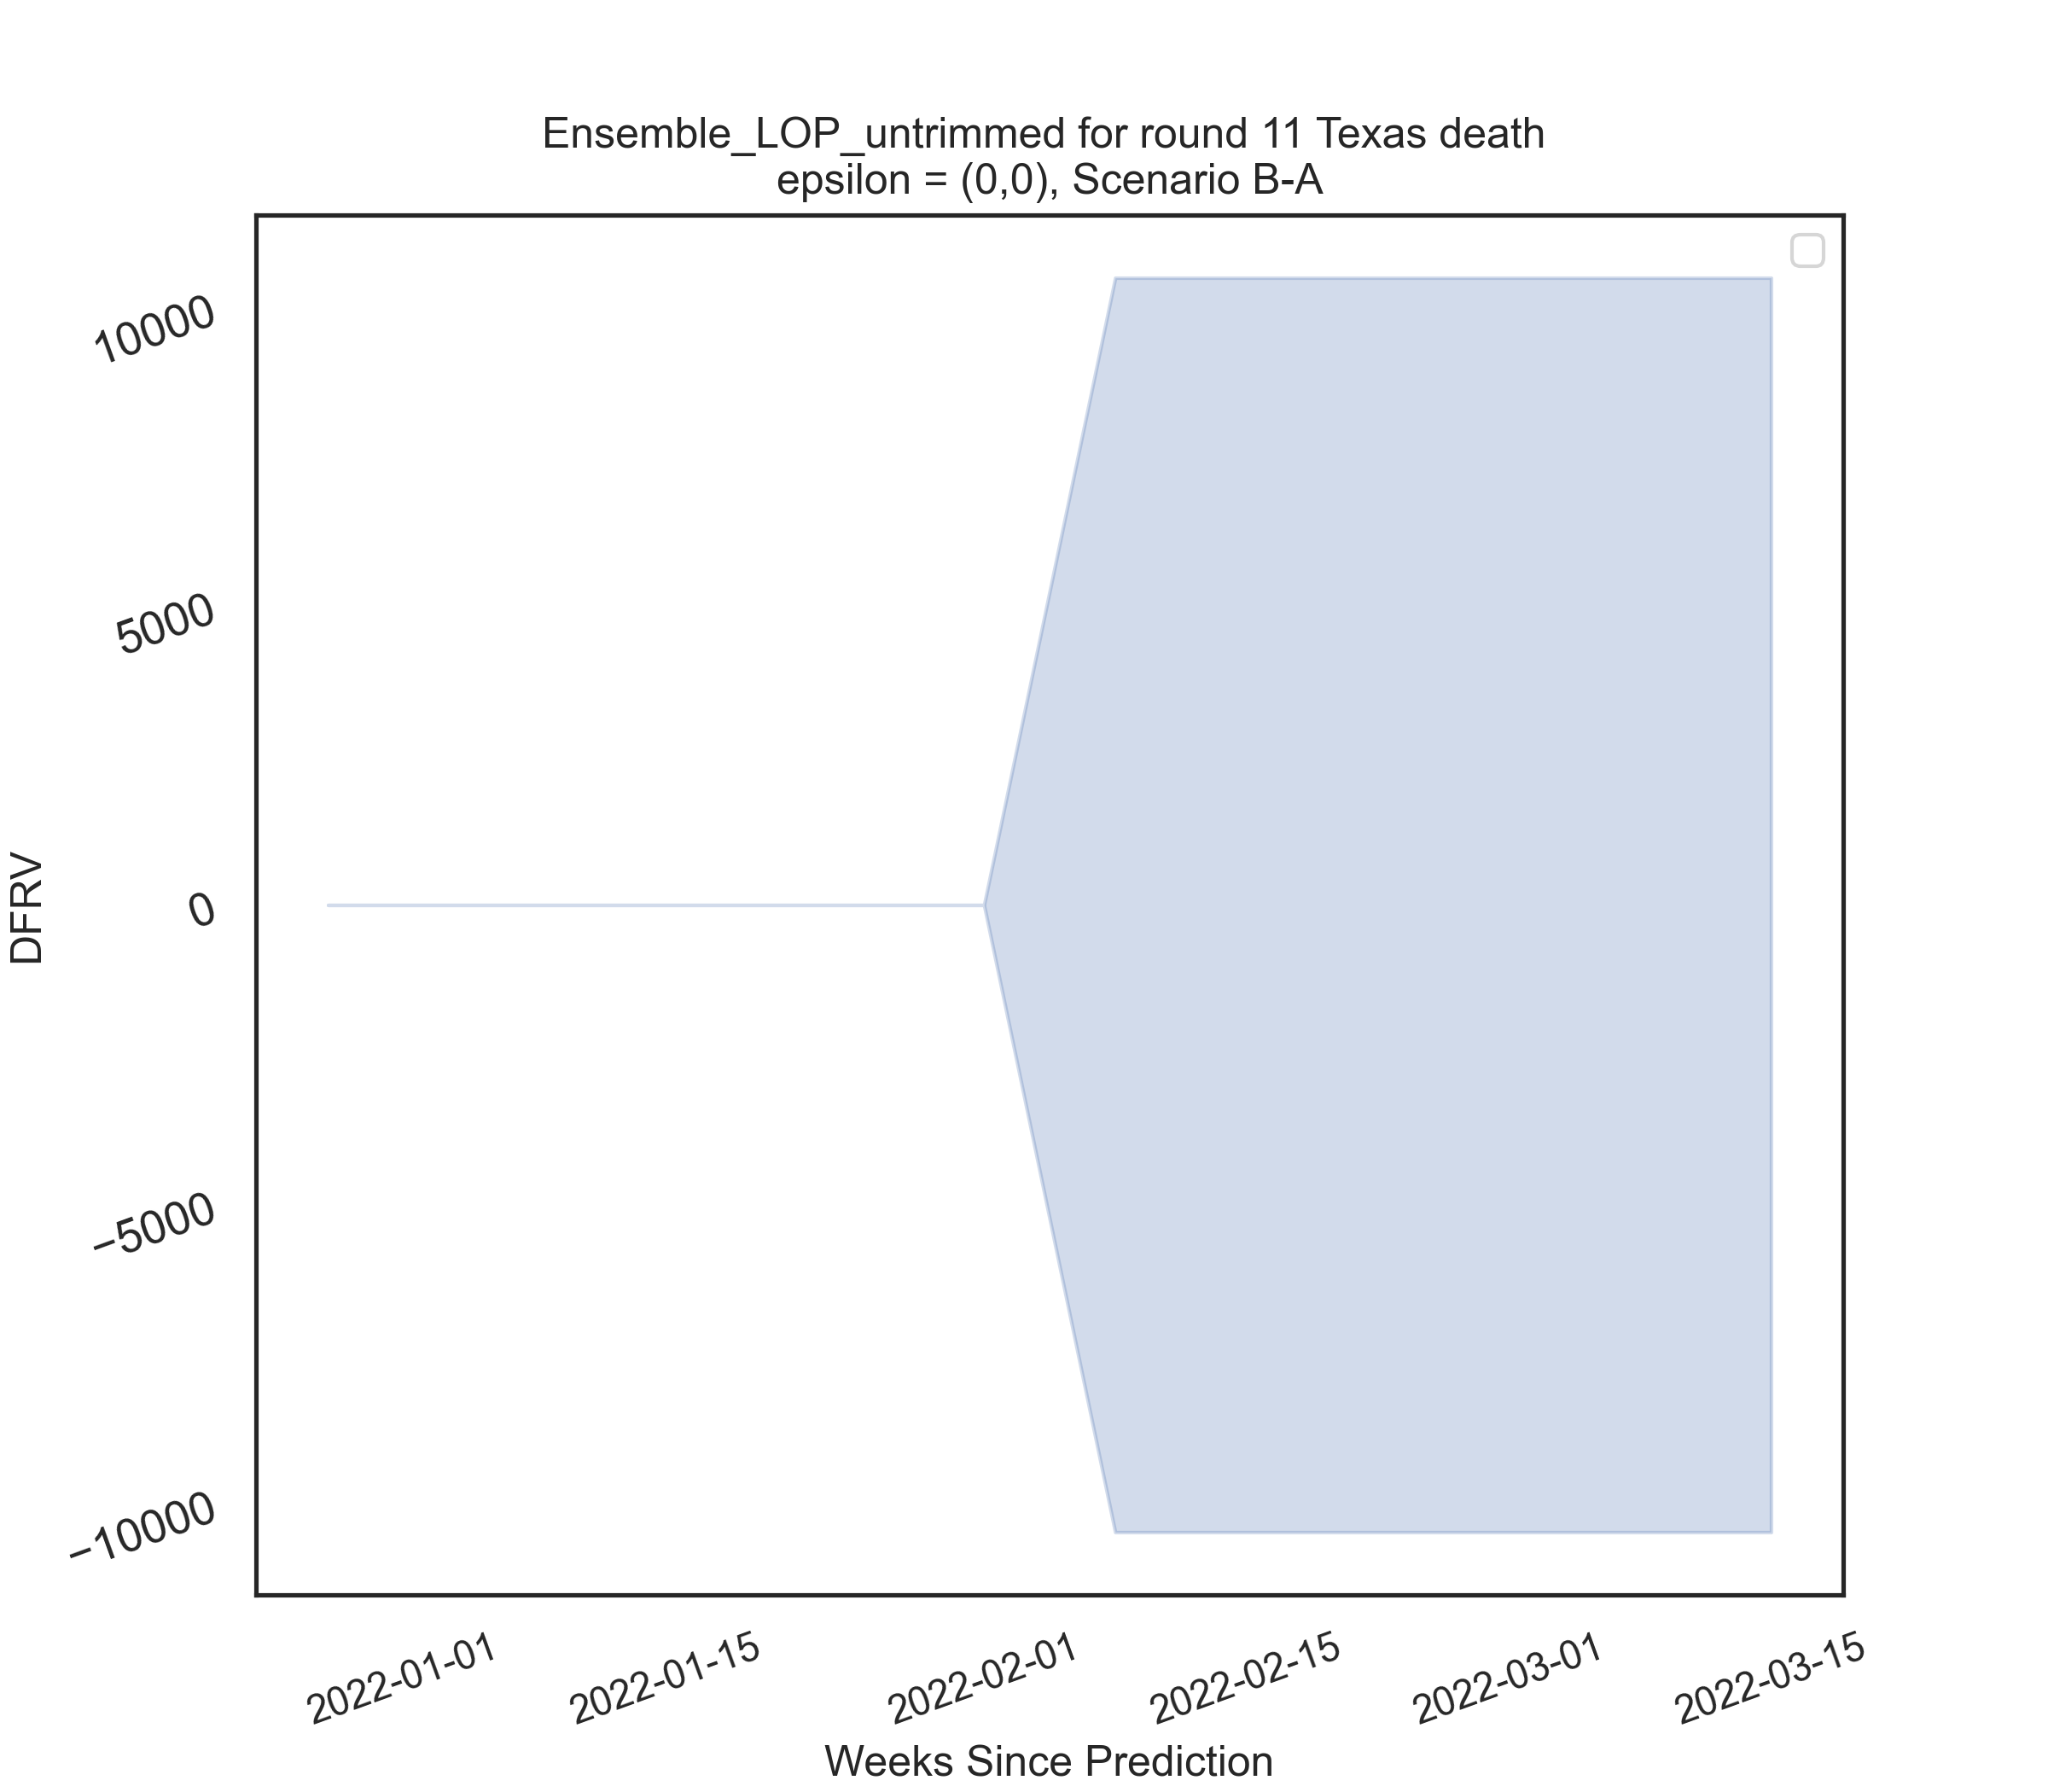 Ensemble_LOP_untrimmed for round 11 Texas death
epsilon = (0,0), Scenario B-A
10000
5000
0
−5000
−10000
DFRV
2022-01-01
2022-01-15
2022-02-01
2022-02-15
2022-03-01
2022-03-15
Weeks Since Prediction